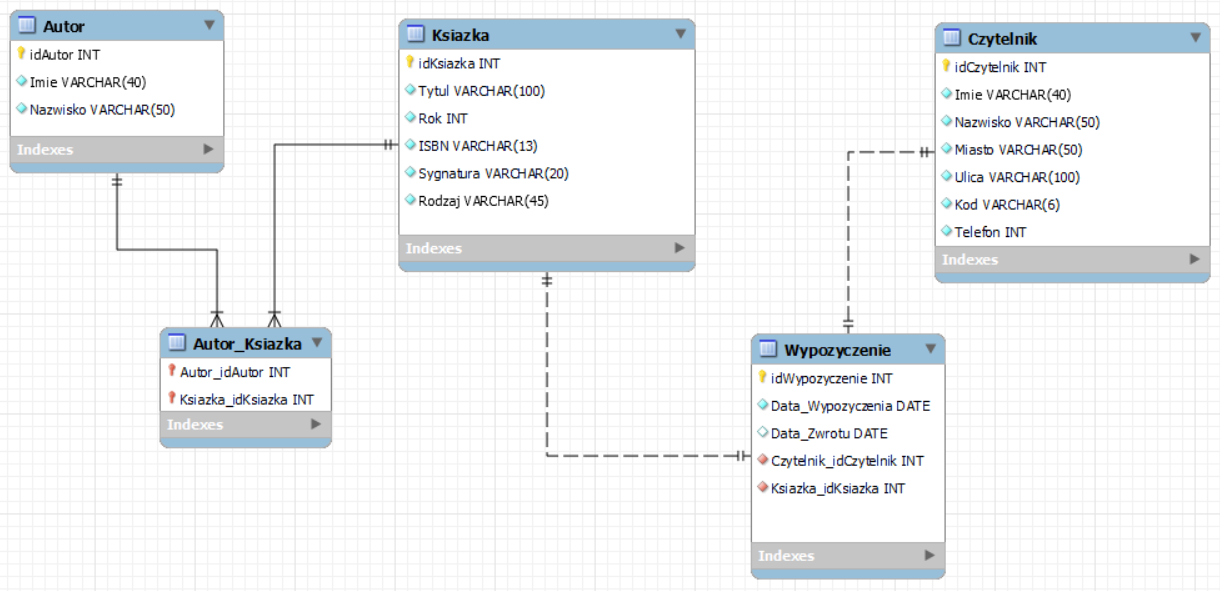 Autor
idAutor INT
Imie VARCHAR(40)
Nazwisko VARCHAR(50)
Indexes
Ksiazka
idKsiazka INT
Tytul VARCHAR(100)
Rok INT
ISBN VARCHAR(13)
Sygnatura VARCHAR(20)
Rodzaj VARCHAR(45)
Indexes
Czytelnik
idCzytelnik INT
Imie VARCHAR(40)
Nazwisko VARCHAR(50)
Miasto VARCHAR(50)
Ulica VARCHAR(100)
Kod VARCHAR(6)
Telefon INT
Indexes
Autor_Ksiazka
Autor_idAutor INT
Ksiazka_idKsiazka INT
Indexes
Wypozyczenie
idWypozyczenie INT
Data_Wypozyczenia DATE
Data_Zwrotu DATE
Czytelnik_idCzytelnik INT
Ksiazka_idKsiazka INT
Indexes